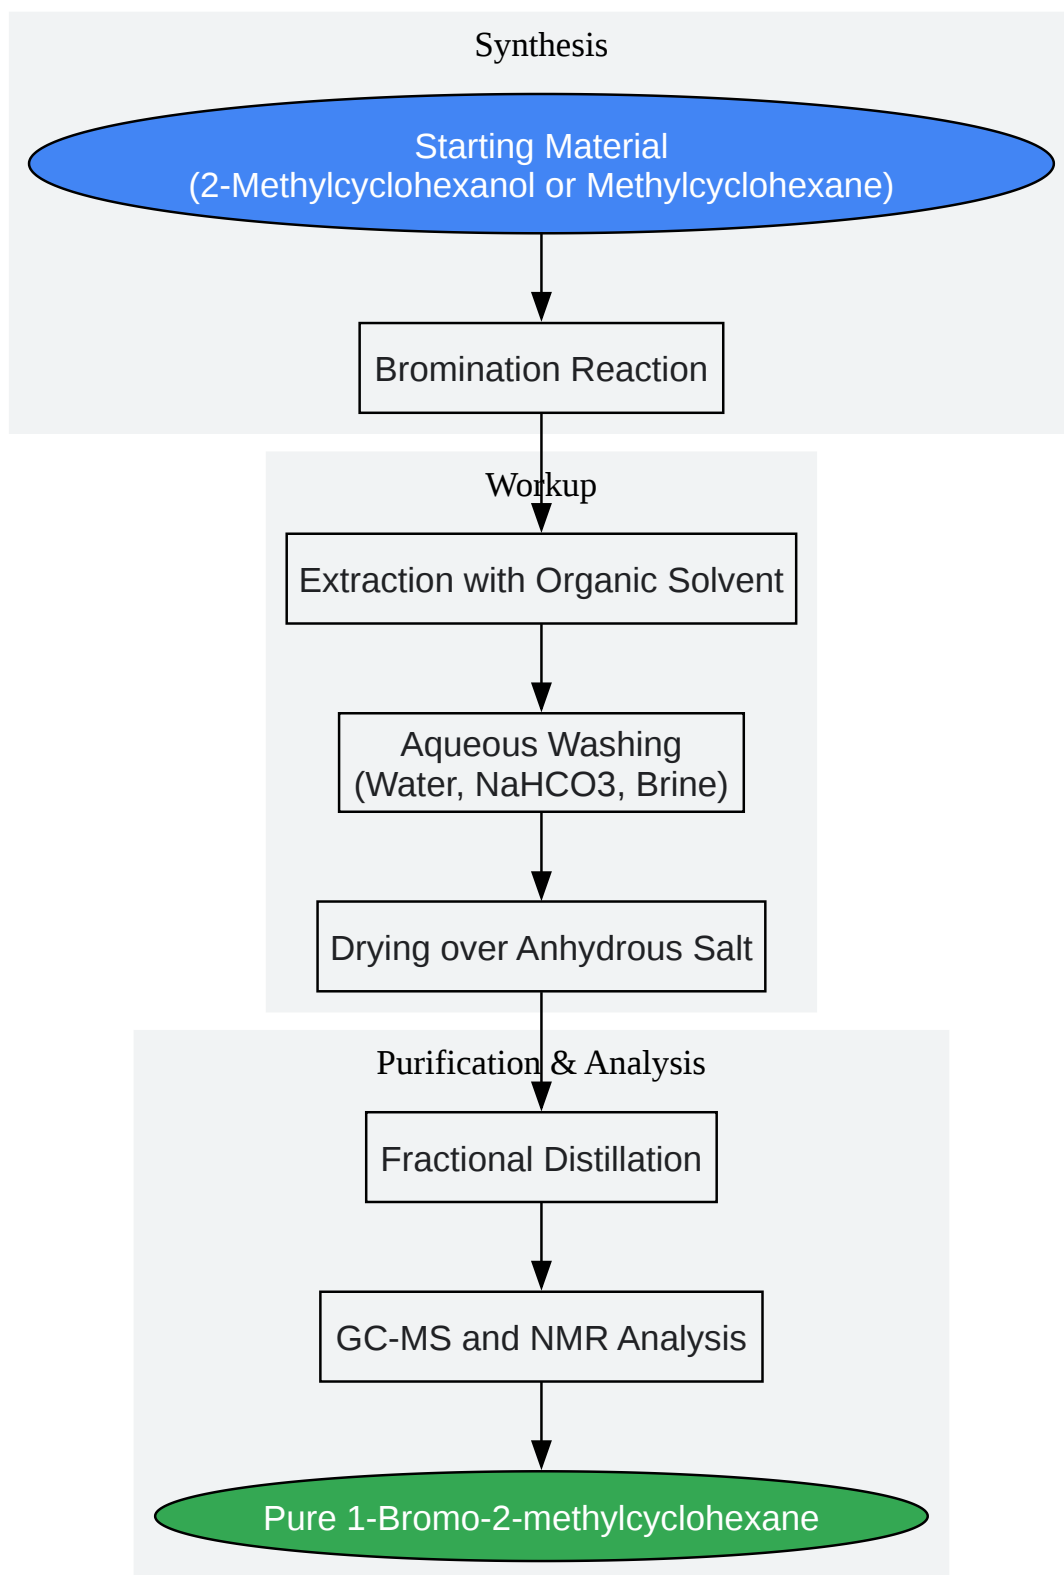 Synthesis
Starting Material
(2-Methylcyclohexanol or Methylcyclohexane)
Bromination Reaction
Workup
Extraction with Organic Solvent
Aqueous Washing
(Water, NaHCO3, Brine)
Drying over Anhydrous Salt
Purification & Analysis
Fractional Distillation
GC-MS and NMR Analysis
Pure 1-Bromo-2-methylcyclohexane